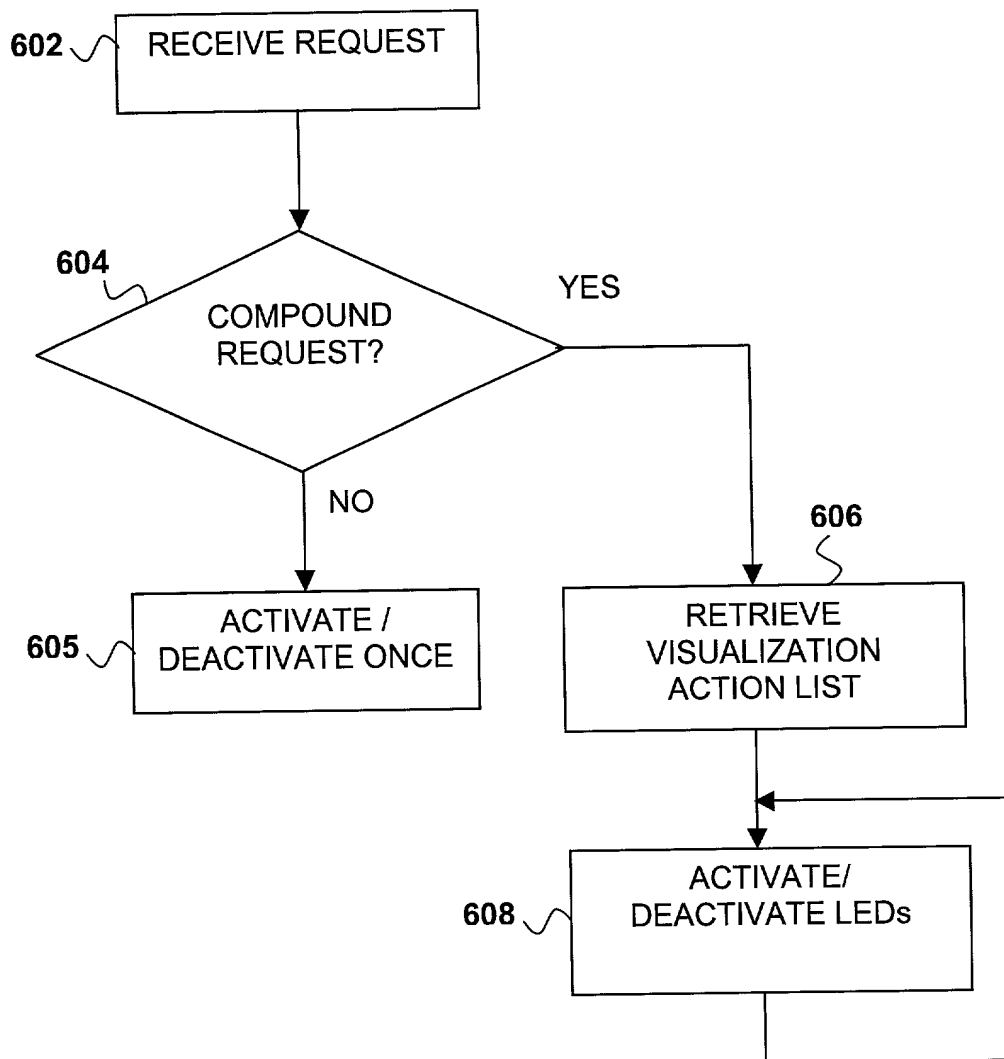 602
RECEIVE REQUEST
604
COMPOUND
REQUEST?
YES
NO
605
ACTIVATE /
DEACTIVATE ONCE
606
RETRIEVE
VISUALIZATION
ACTION LIST
608
ACTIVATE/
DEACTIVATE LEDs